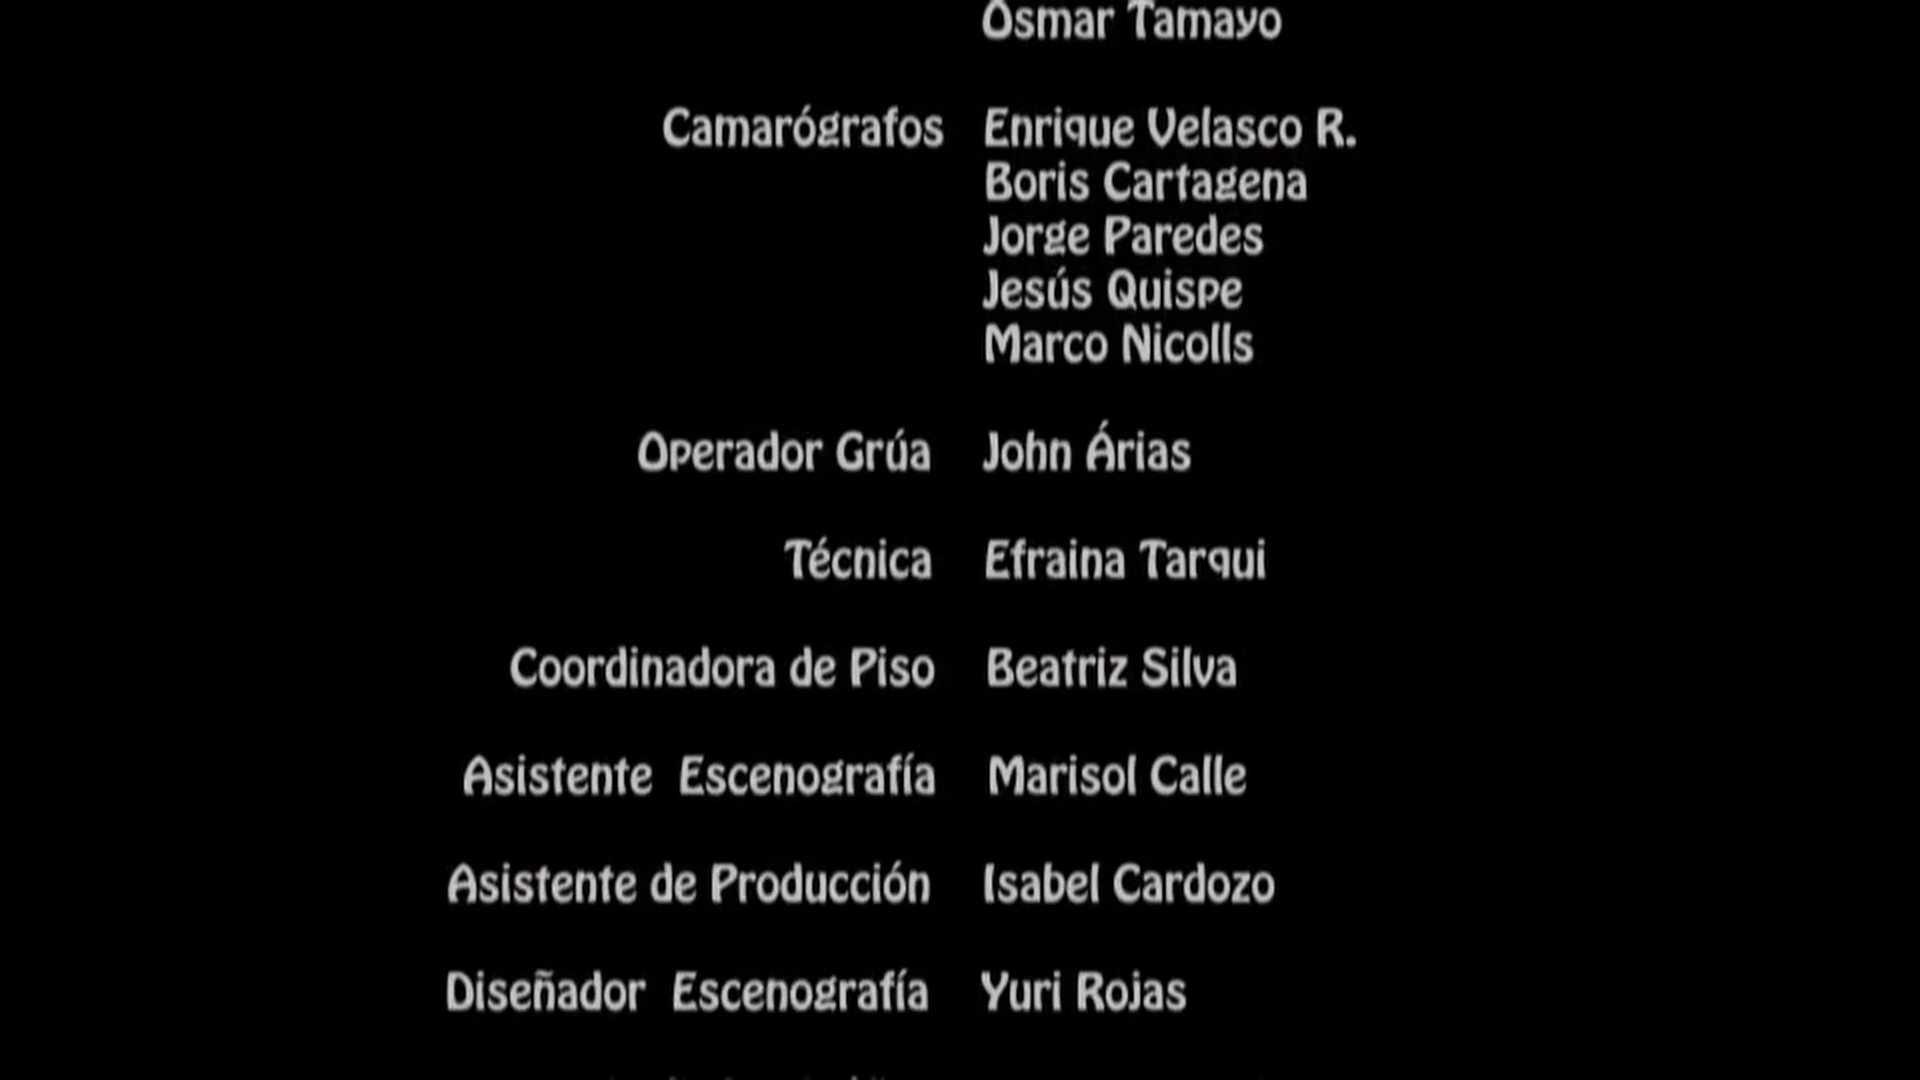 Osmar Tamayo
Camarógrafos Enrique Velasco R.
Boris Cartagena
Jorge Paredes
Jesús Quispe
Marco Nicolls
Operador Grúa John Árias
Técnica Efraina Tarqui
Coordinadora de Piso Beatriz Silva
Asistente Escenografía Marisol Calle
Asistente de Producción Isabel Cardozo
Diseñador Escenografía Yuri Rojas